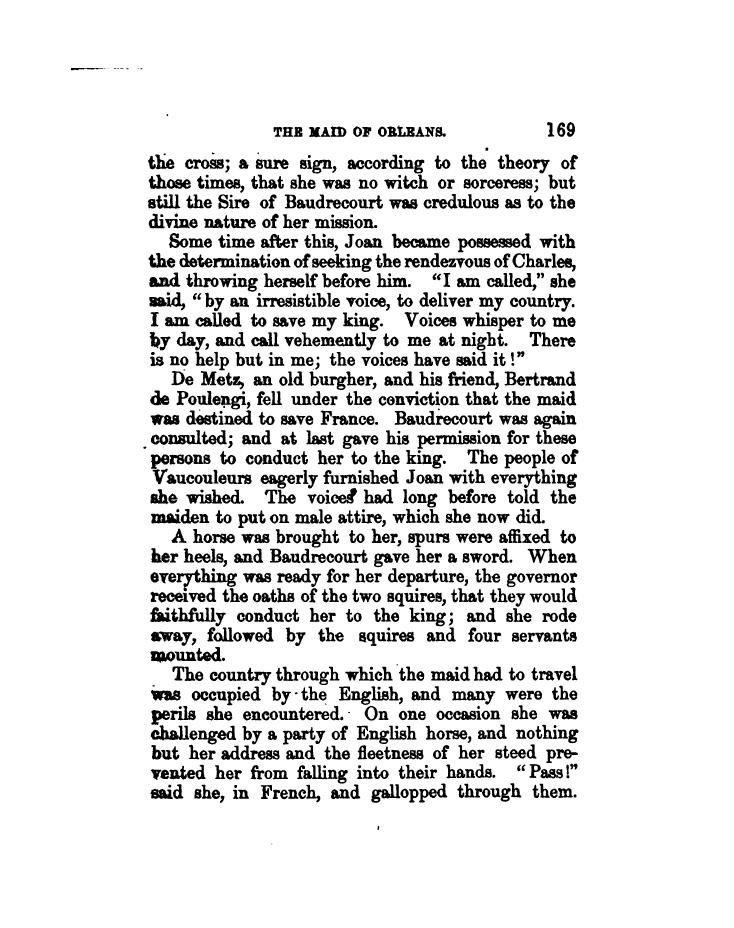 THE MAID OF ORLEANS. 169
the cross; a sure sign, according to the theory of
those times, that she was no witch or sorceress; but
still the Sire of Baudrecourt was credulous as to the
divine nature of her mission.
Some time after this, Joan became possessed with
the determination of seeking the rendezvous of Charles,
and throwing herself before him. “I am called,” she
said, “by an irresistible voice, to deliver my country.
I am called to save my king. Voices whisper to me
by day, and call vehemently to me at night. There
is no help but in me; the voices have said it!”
De Metz, an old burgher, and his friend, Bertrand
de Poulengi, fell under the conviction that the maid
was destined to save France. Baudrecourt was again
consulted; and at last gave his permission for these
persons to conduct her to the king. The people of
Vaucouleurs eagerly furnished Joan with everything
she wished. The voices had long before told the
maiden to put on male attire, which she now did.
A horse was brought to her, spurs were affixed to
her heels, and Baudrecourt gave her a sword. When
everything was ready for her departure, the governor
received the oaths of the two squires, that they would
faithfully conduct her to the king; and she rode
away, followed by the squires and four servants
mounted.
The country through which the maid had to travel
was occupied by the English, and many were the
perils she encountered. On one occasion she was
challenged by a party of English horse, and nothing
but her address and the fleetness of her steed pre-
vented her from falling into their hands. “Pass!”
said she, in French, and gallopped through them.